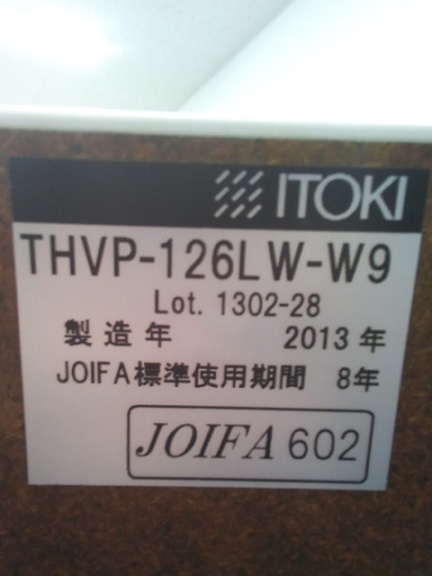 ITOKI
THVP-126LW-W9
Lot. 1302-28
製造年 2013年
JOIFA標準使用期間 8年
JOIFA 602